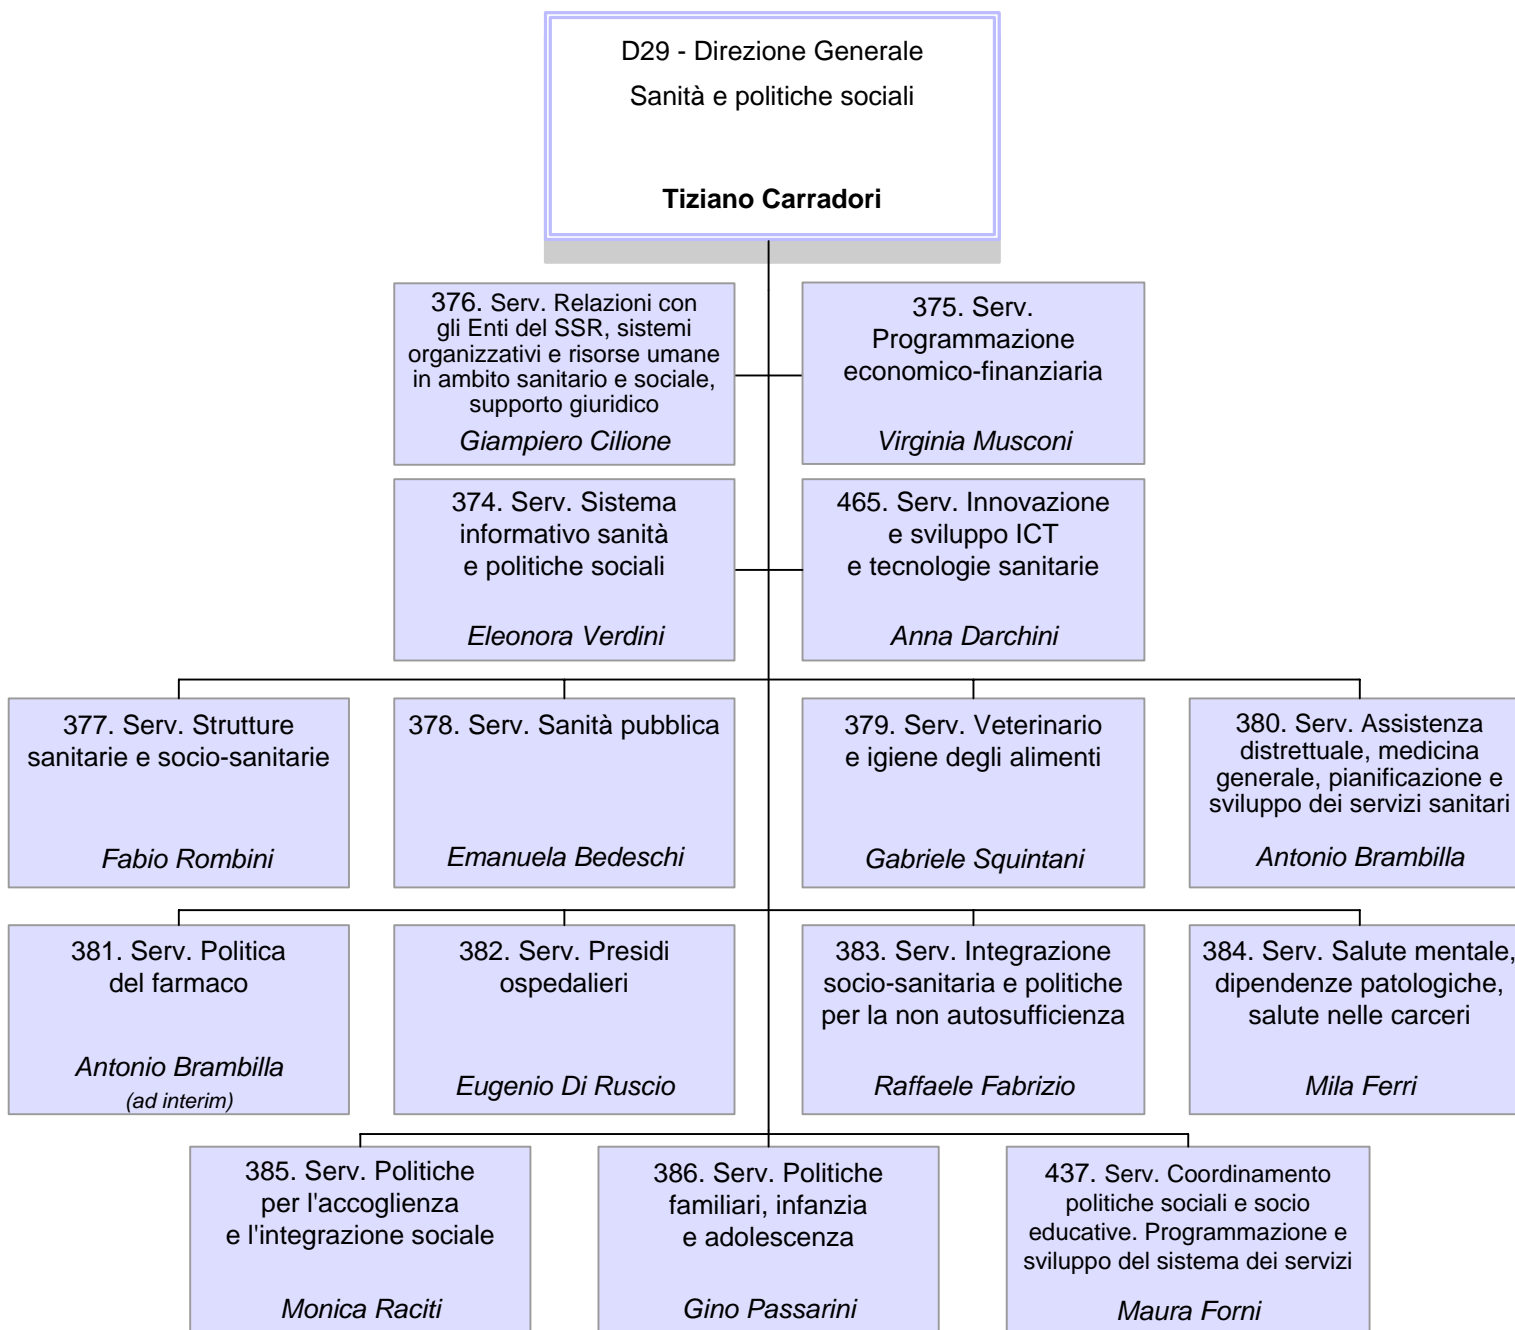 D29 - Direzione Generale
Sanità e politiche sociali
Tiziano Carradori
376. Serv. Relazioni con
gli Enti del SSR, sistemi
organizzativi e risorse umane
in ambito sanitario e sociale,
supporto giuridico
Giampiero Cilione
375. Serv.
Programmazione
economico-finanziaria
Virginia Musconi
374. Serv. Sistema
informativo sanità
e politiche sociali
Eleonora Verdini
465. Serv. Innovazione
e sviluppo ICT
e tecnologie sanitarie
Anna Darchini
377. Serv. Strutture
sanitarie e socio-sanitarie
Fabio Rombini
378. Serv. Sanità pubblica
Emanuela Bedeschi
379. Serv. Veterinario
e igiene degli alimenti
Gabriele Squintani
380. Serv. Assistenza
distrettuale, medicina
generale, pianificazione e
sviluppo dei servizi sanitari
Antonio Brambilla
381. Serv. Politica
del farmaco
Antonio Brambilla
(ad interim)
382. Serv. Presidi
ospedalieri
Eugenio Di Ruscio
383. Serv. Integrazione
socio-sanitaria e politiche
per la non autosufficienza
Raffaele Fabrizio
384. Serv. Salute mentale,
dipendenze patologiche,
salute nelle carceri
Mila Ferri
385. Serv. Politiche
per l'accoglienza
e l'integrazione sociale
Monica Raciti
386. Serv. Politiche
familiari, infanzia
e adolescenza
Gino Passarini
437. Serv. Coordinamento
politiche sociali e socio
educative. Programmazione e
sviluppo del sistema dei servizi
Maura Forni